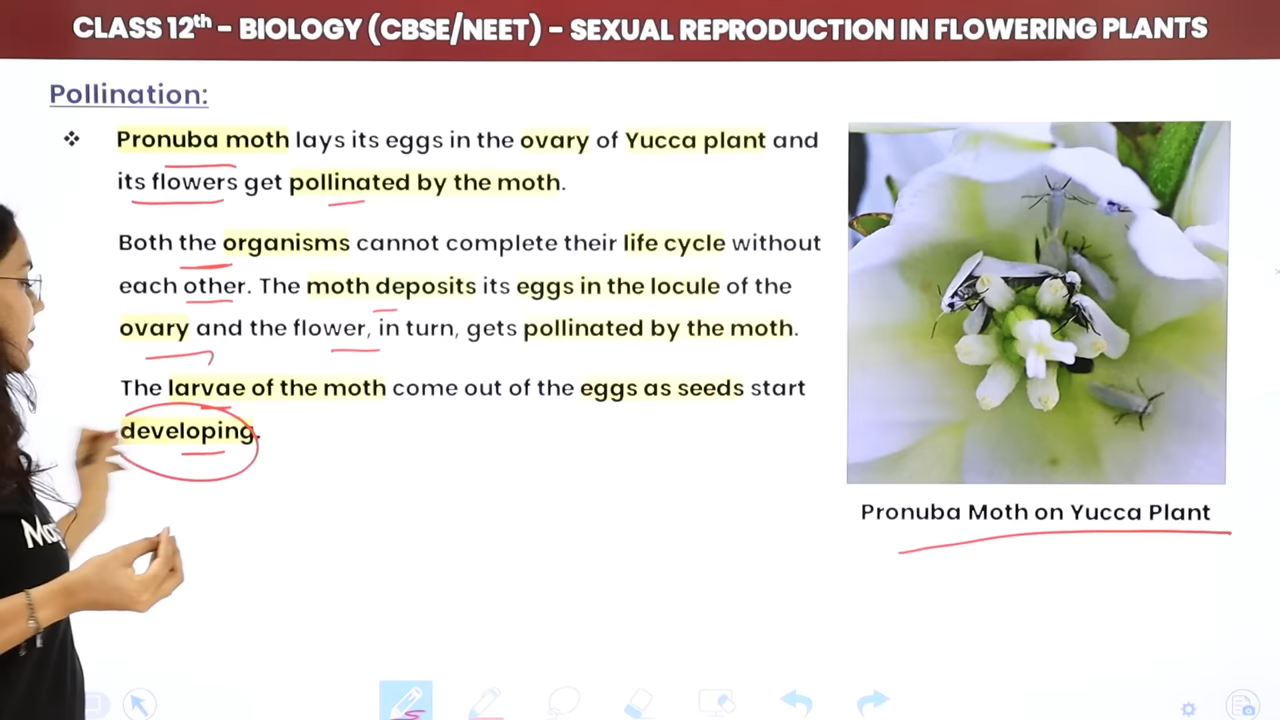 CLASS 12th - BIOLOGY (CBSE/NEET) - SEXUAL REPRODUCTION IN FLOWERING PLANTS
Pollination:
❖ Pronuba moth lays its eggs in the ovary of Yucca plant and
its flowers get pollinated by the moth.
Both the organisms cannot complete their life cycle without
each other. The moth deposits its eggs in the locule of the
ovary and the flower, in turn, gets pollinated by the moth.
The larvae of the moth come out of the eggs as seeds start
developing.
Pronuba Moth on Yucca Plant